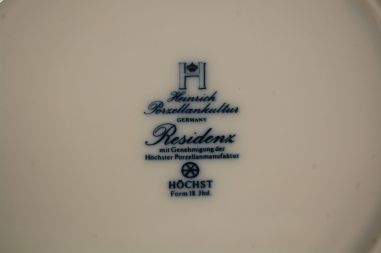 H
Heinrich
Porzellankultur
GERMANY
Residenz
mit Genehmigung der
Höchster Porzellanmanufaktur
HÖCHST
Form 18. Jhd.